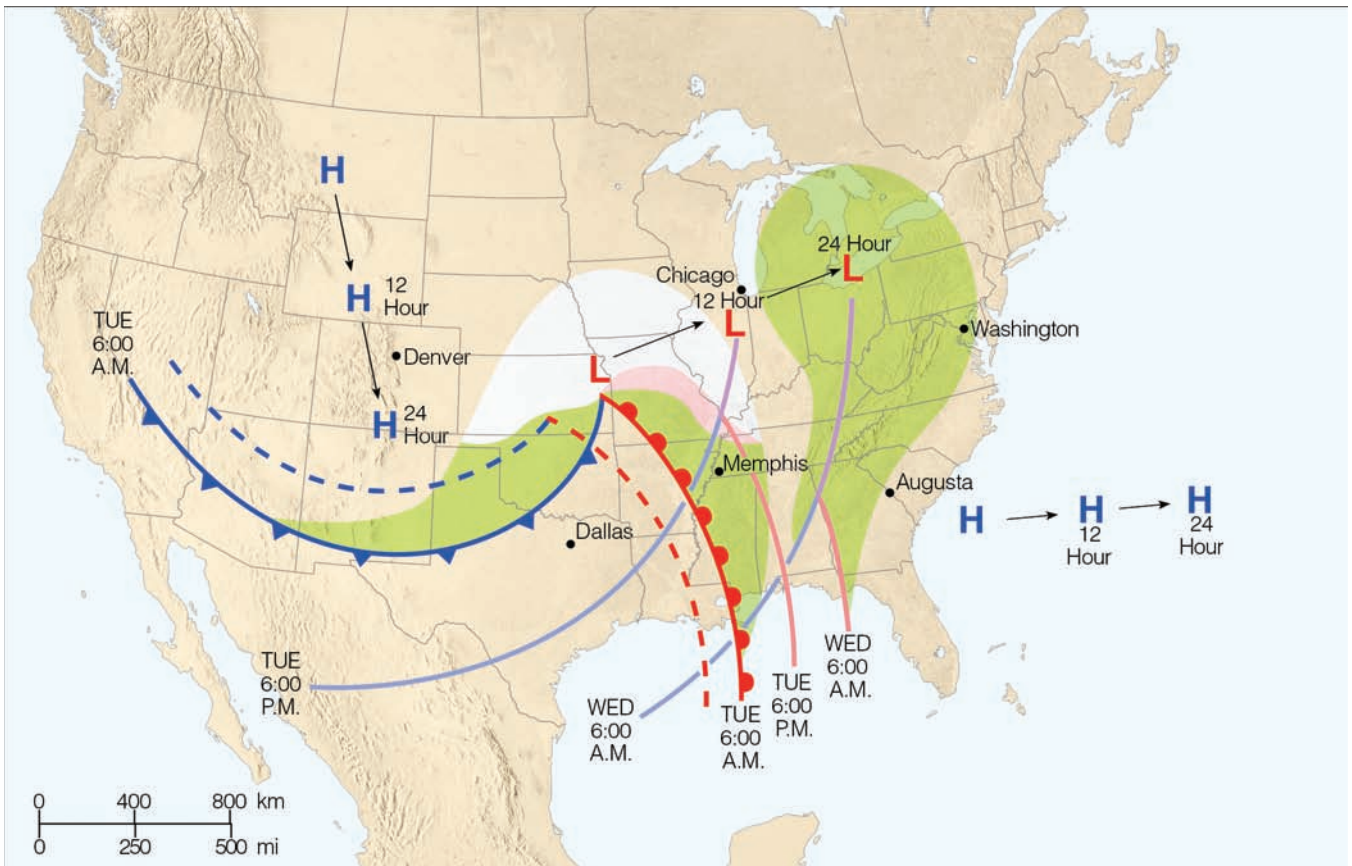 H
H
12
Hour
H
24
Hour
TUE
6:00
A.M.
Denver
L
Chicago
12 Hour
L
24 Hour
L
Washington
Memphis
Augusta
Dallas
H
H
12
Hour
H
24
Hour
TUE
6:00
P.M.
WED
6:00
A.M.
TUE
6:00
A.M.
TUE
6:00
P.M.
WED
6:00
A.M.
0 400 800 km
0 250 500 mi